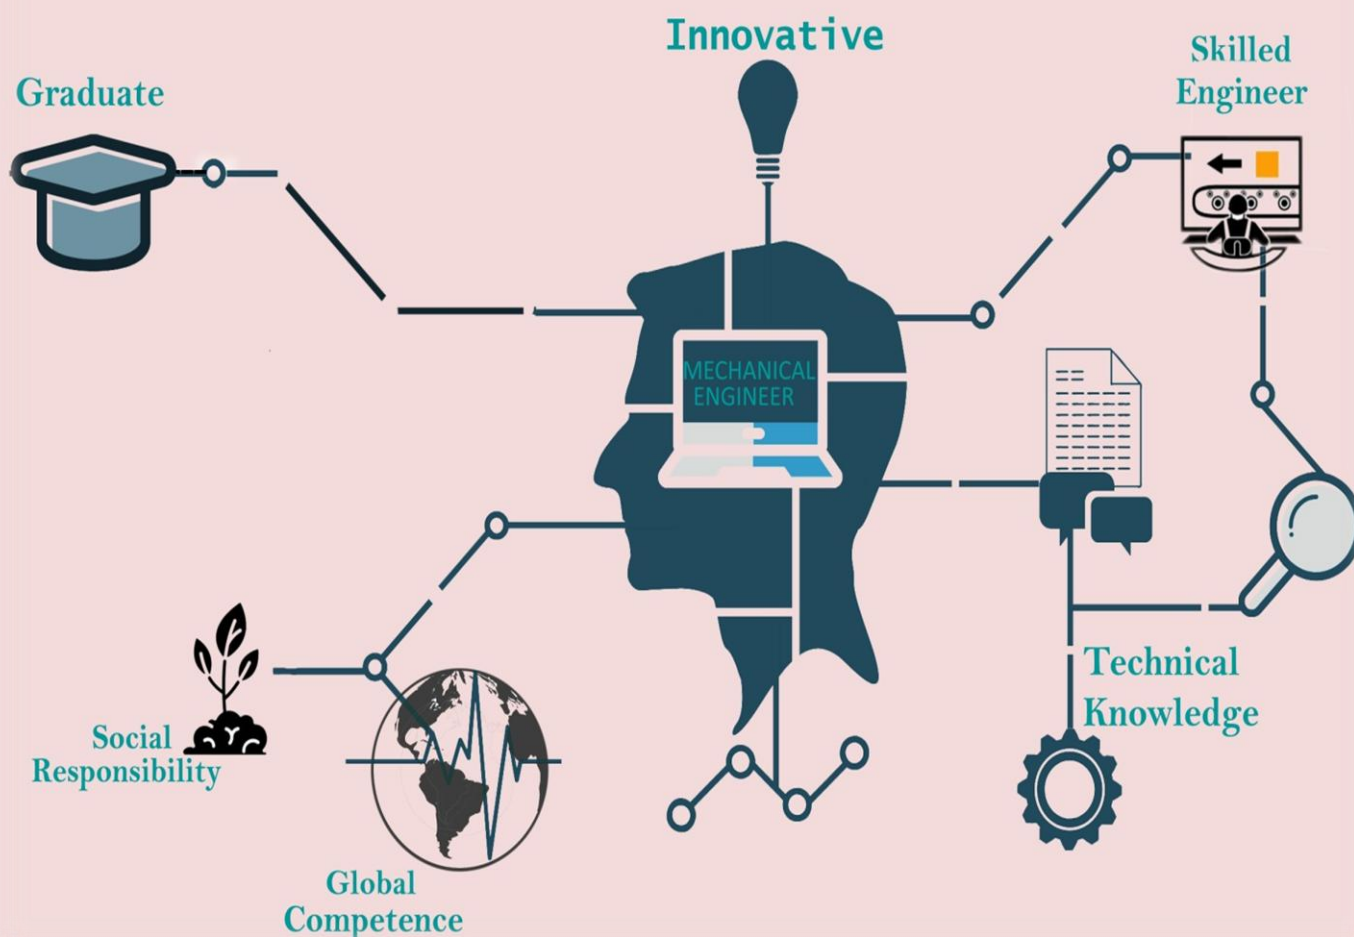 Innovative
Graduate
Skilled
Engineer
MECHANICAL
ENGINEER
Technical
Knowledge
Social
Responsibility
Global
Competence